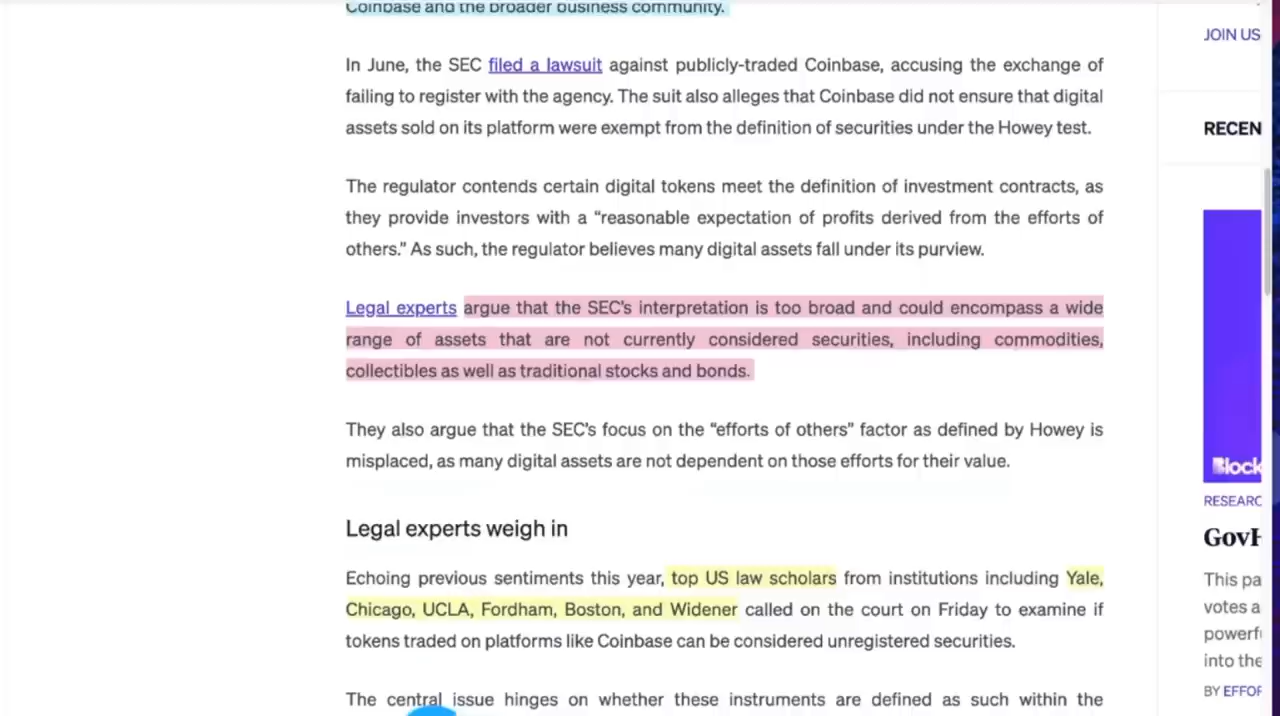 Coinbase and the broader business community.
In June, the SEC filed a lawsuit against publicly-traded Coinbase, accusing the exchange of
failing to register with the agency. The suit also alleges that Coinbase did not ensure that digital
assets sold on its platform were exempt from the definition of securities under the Howey test.
The regulator contends certain digital tokens meet the definition of investment contracts, as
they provide investors with a “reasonable expectation of profits derived from the efforts of
others.” As such, the regulator believes many digital assets fall under its purview.
Legal experts argue that the SEC’s interpretation is too broad and could encompass a wide
range of assets that are not currently considered securities, including commodities,
collectibles as well as traditional stocks and bonds.
They also argue that the SEC’s focus on the “efforts of others” factor as defined by Howey is
misplaced, as many digital assets are not dependent on those efforts for their value.
Legal experts weigh in
Echoing previous sentiments this year, top US law scholars from institutions including Yale,
Chicago, UCLA, Fordham, Boston, and Widener called on the court on Friday to examine if
tokens traded on platforms like Coinbase can be considered unregistered securities.
The central issue hinges on whether these instruments are defined as such within the
JOIN US
RECEN
Block
RESEARC
GovH
This pa
votes a
powerfu
into the
BY EFFOR